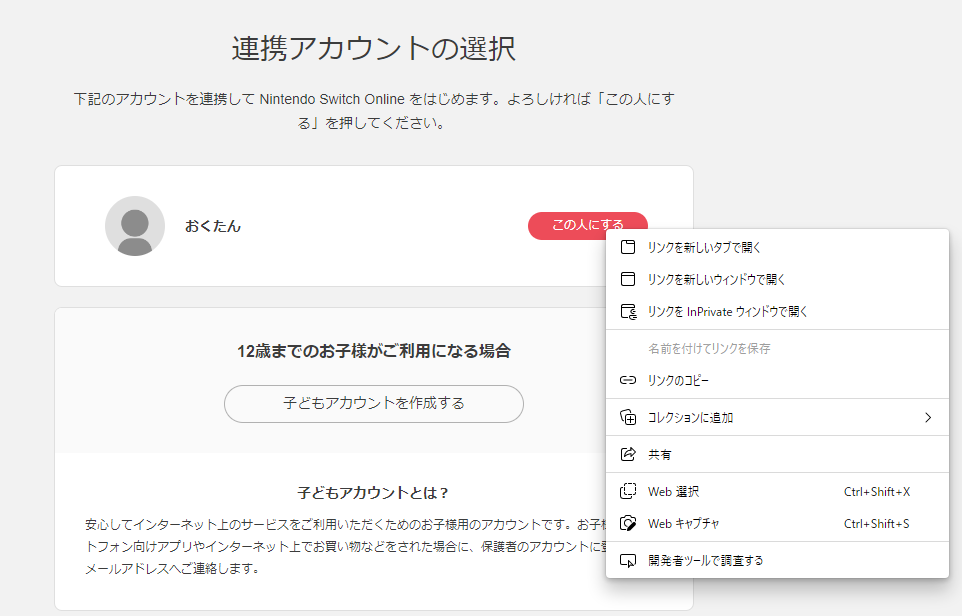 連携アカウントの選択
下記のアカウントを連携して Nintendo Switch Online をはじめます。よろしければ「この人にす
る」を押してください。
おくたん
この人にする
12歳までのお子様がご利用になる場合
子どもアカウントを作成する
子どもアカウントとは？
安心してインターネット上のサービスをご利用いただくためのお子様用のアカウントです。お子
トフォン向けアプリやインターネット上でお買い物などをされた場合に、保護者のアカウントに
メールアドレスへご連絡します。
リンクを新しいタブで開く
リンクを新しいウィンドウで開く
リンクを InPrivate ウィンドウで開く
名前を付けてリンクを保存
リンクのコピー
コレクションに追加
共有
Web 選択 Ctrl+Shift+X
Web キャプチャ Ctrl+Shift+S
開発者ツールで調査する